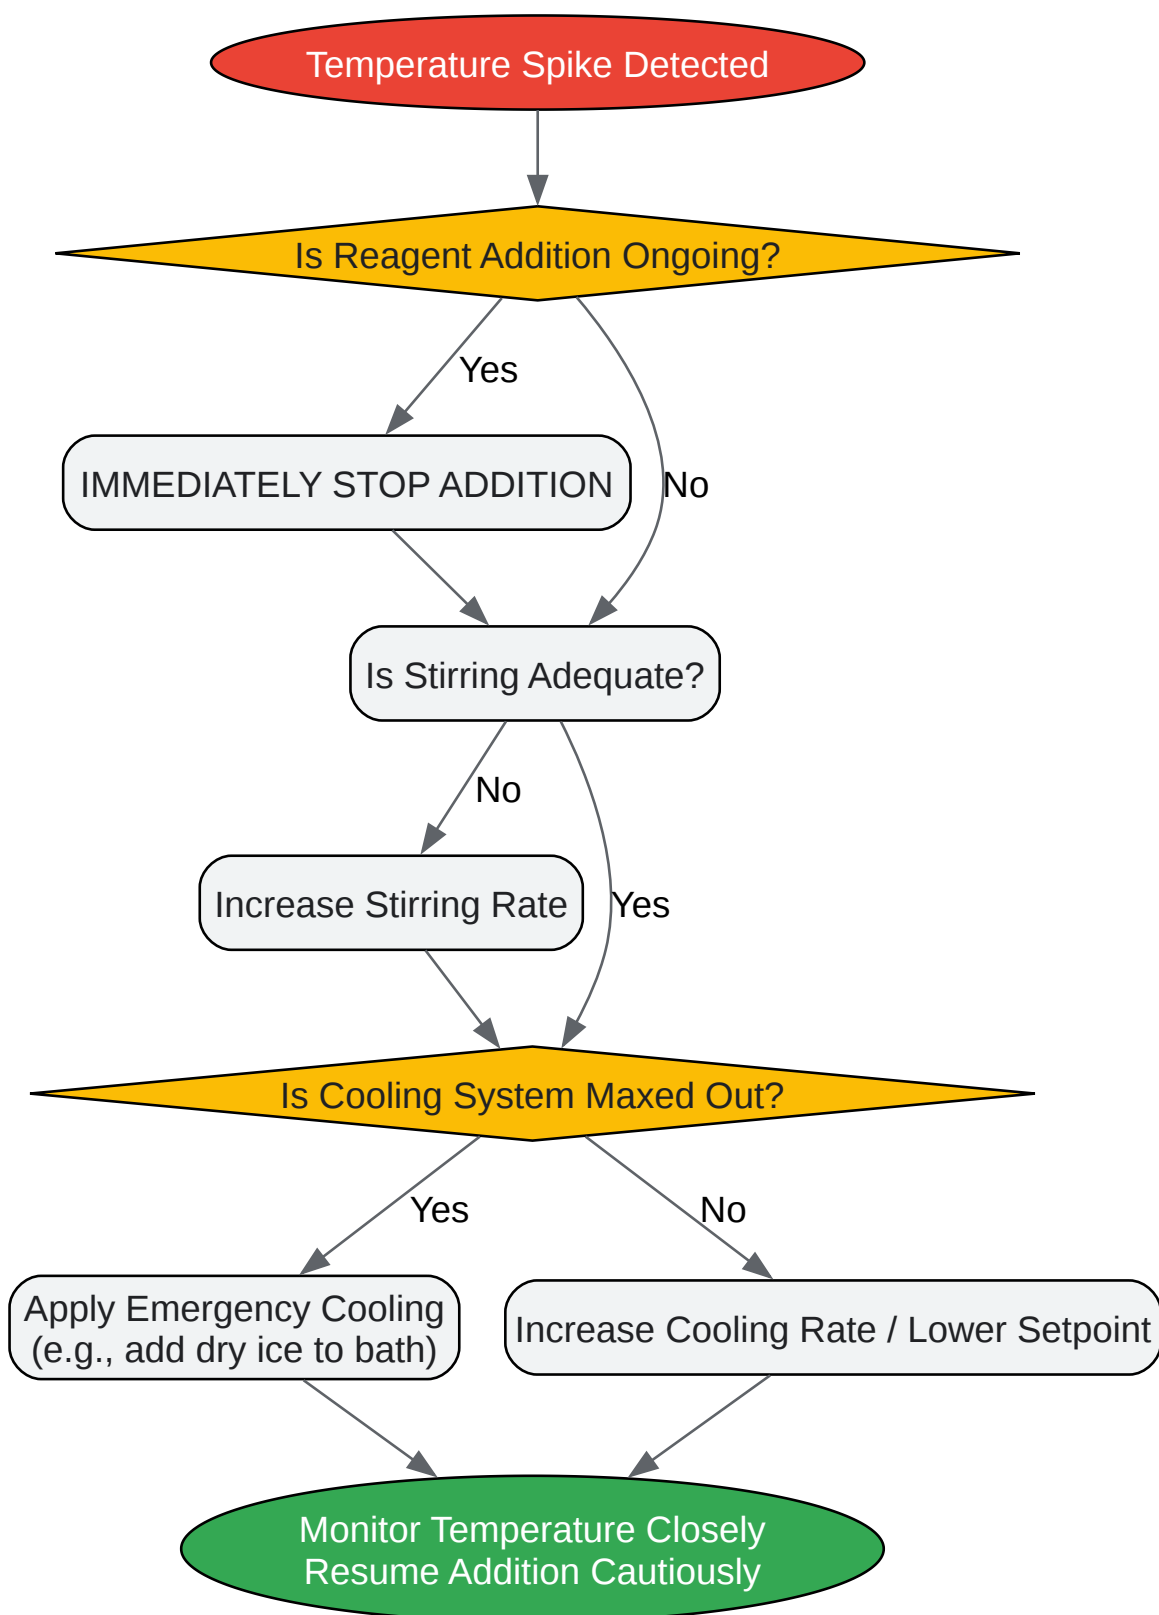 Temperature Spike Detected
Is Reagent Addition Ongoing?
Yes
IMMEDIATELY STOP ADDITION
No
Is Stirring Adequate?
No
Increase Stirring Rate
Yes
Is Cooling System Maxed Out?
Yes
No
Apply Emergency Cooling
(e.g., add dry ice to bath)
Increase Cooling Rate / Lower Setpoint
Monitor Temperature Closely
Resume Addition Cautiously